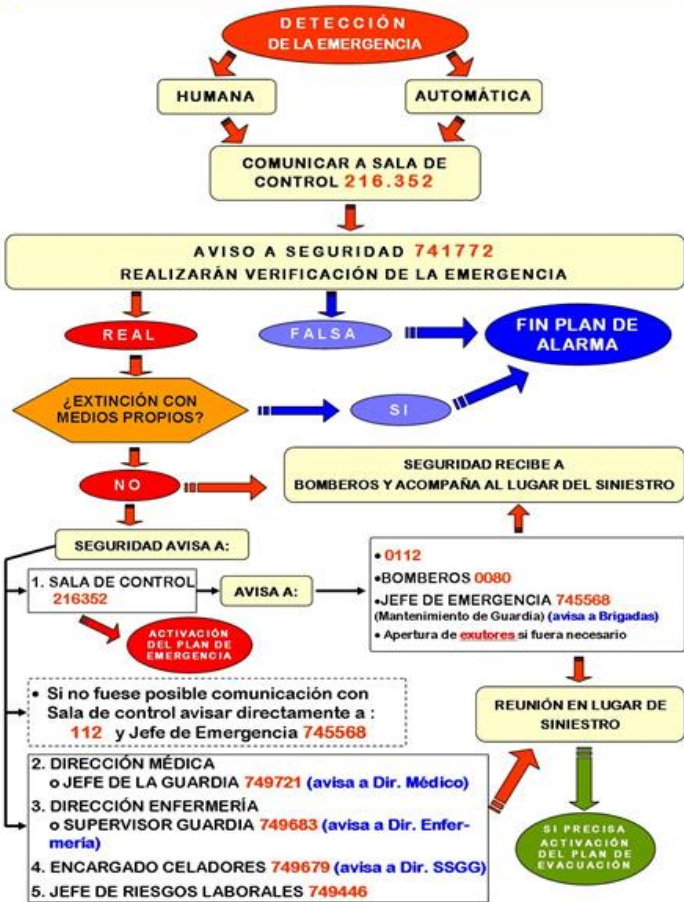 DETECCIÓN
DE LA EMERGENCIA
HUMANA
AUTOMÁTICA
COMUNICAR A SALA DE
CONTROL 216.352
AVISO A SEGURIDAD 741772
REALIZARÁN VERIFICACIÓN DE LA EMERGENCIA
REAL
FALSA
FIN PLAN DE
ALARMA
¿EXTINCIÓN CON
MEDIOS PROPIOS?
SI
NO
SEGURIDAD RECIBE A
BOMBEROS Y ACOMPAÑA AL LUGAR DEL SINIESTRO
SEGURIDAD AVISA A:
1. SALA DE CONTROL
216352
AVISA A:
• 0112
• BOMBEROS 0080
• JEFE DE EMERGENCIA 745568
(Mantenimiento de Guardia) (avisa a Brigadas)
• Apertura de exutores si fuera necesario
ACTIVACIÓN
DEL PLAN DE
EMERGENCIA
• Si no fuese posible comunicación con
Sala de control avisar directamente a :
112 y Jefe de Emergencia 745568
REUNIÓN EN LUGAR DE
SINIESTRO
2. DIRECCIÓN MÉDICA
o JEFE DE LA GUARDIA 749721 (avisa a Dir. Médico)
3. DIRECCIÓN ENFERMERÍA
o SUPERVISOR GUARDIA 749683 (avisa a Dir. Enfer-
mería)
4. ENCARGADO CELADORES 749679 (avisa a Dir. SSGG)
5. JEFE DE RIESGOS LABORALES 749446
SI PRECISA
ACTIVACIÓN
DEL PLAN DE
EVACUACIÓN